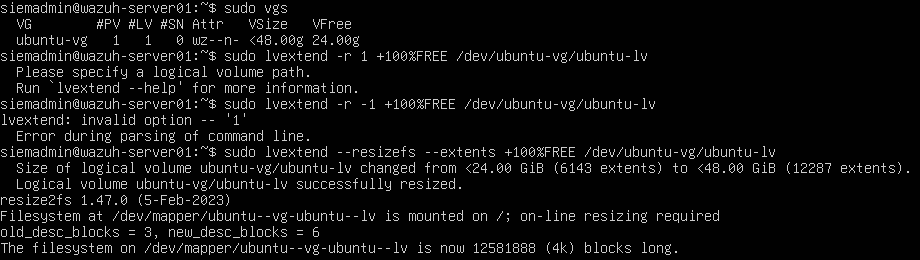 siemadmin@wazuh-server01:~$ sudo vgs
  VG        #PV #LV #SN Attr   VSize   VFree
  ubuntu-vg   1   1   0 wz--n- <48.00g 24.00g
siemadmin@wazuh-server01:~$ sudo lvextend -r 1 +100%FREE /dev/ubuntu-vg/ubuntu-lv
  Please specify a logical volume path.
  Run `lvextend --help' for more information.
siemadmin@wazuh-server01:~$ sudo lvextend -r -1 +100%FREE /dev/ubuntu-vg/ubuntu-lv
lvextend: invalid option -- '1'
  Error during parsing of command line.
siemadmin@wazuh-server01:~$ sudo lvextend --resizefs --extents +100%FREE /dev/ubuntu-vg/ubuntu-lv
  Size of logical volume ubuntu-vg/ubuntu-lv changed from <24.00 GiB (6143 extents) to <48.00 GiB (12287 extents).
  Logical volume ubuntu-vg/ubuntu-lv successfully resized.
resize2fs 1.47.0 (5-Feb-2023)
Filesystem at /dev/mapper/ubuntu--vg-ubuntu--lv is mounted on /; on-line resizing required
old_desc_blocks = 3, new_desc_blocks = 6
The filesystem on /dev/mapper/ubuntu--vg-ubuntu--lv is now 12581888 (4k) blocks long.